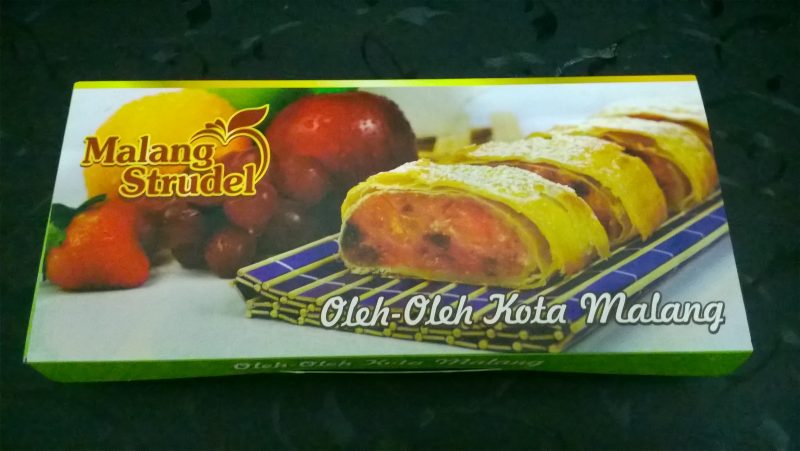 Malang
Strudel
Oleh-Oleh Kota Malang
Oleh-Oleh Kota Malang